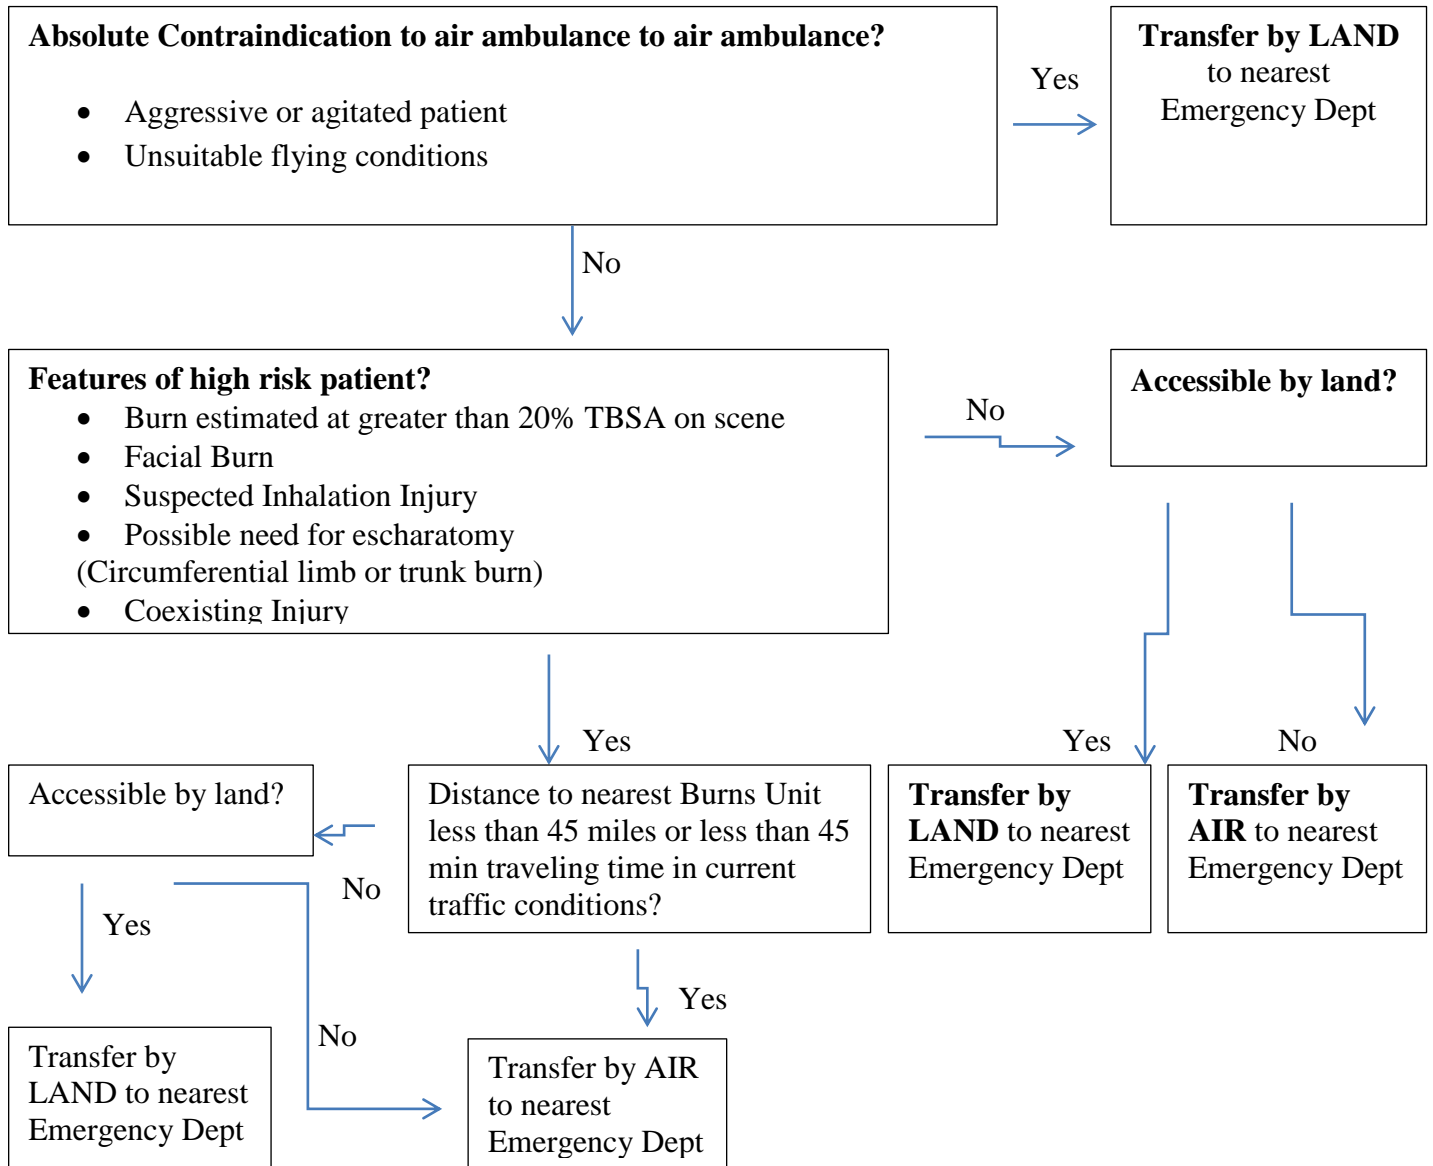 Absolute Contraindication to air ambulance to air ambulance?
• Aggressive or agitated patient
• Unsuitable flying conditions
Yes
Transfer by LAND
to nearest
Emergency Dept
No
Features of high risk patient?
• Burn estimated at greater than 20% TBSA on scene
• Facial Burn
• Suspected Inhalation Injury
• Possible need for escharatomy
(Circumferential limb or trunk burn)
• Coexisting Injury
No
Accessible by land?
Yes
Yes
No
Accessible by land?
Distance to nearest Burns Unit
less than 45 miles or less than 45
min traveling time in current
traffic conditions?
Transfer by
LAND to nearest
Emergency Dept
Transfer by
AIR to nearest
Emergency Dept
No
Yes
Yes
No
Transfer by
LAND to nearest
Emergency Dept
Transfer by AIR
to nearest
Emergency Dept